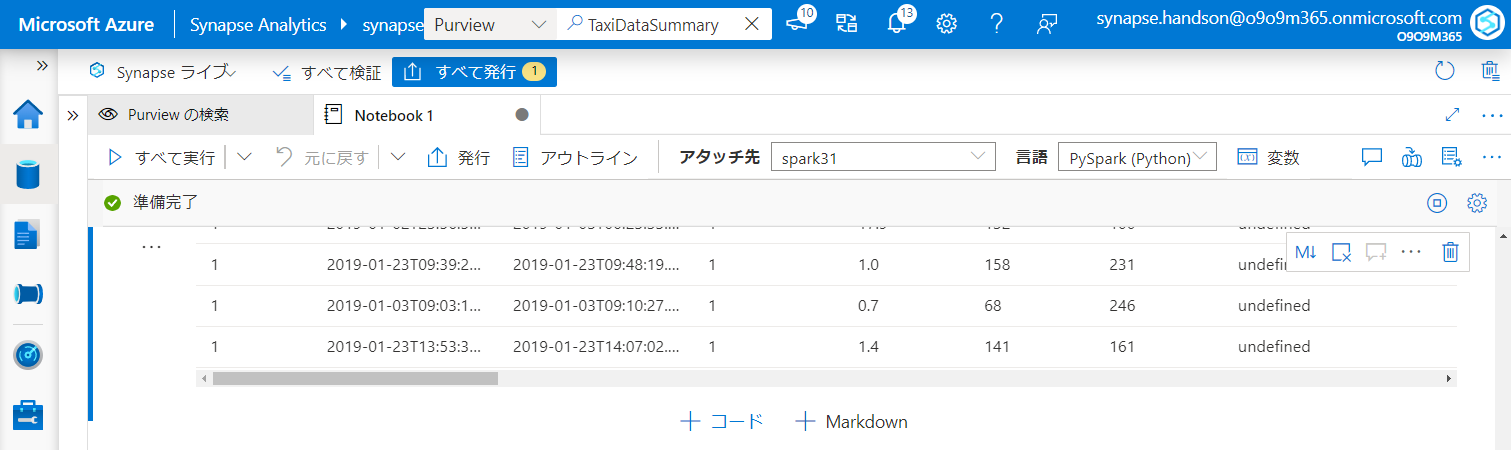 Microsoft Azure Synapse Analytics synapse Purview TaxiDataSummary 10 13 synapse.handson@o9o9m365.onmicrosoft.com
O9O9M365
Synapse ライブ すべて検証 すべて発行 1
Purview の検索 Notebook 1
すべて実行 元に戻す 発行 アウトライン アタッチ先 spark31 言語 PySpark (Python) 変数
準備完了
1 2019-01-23T09:39:2... 2019-01-23T09:48:19.... 1 1.0 158 231
1 2019-01-03T09:03:1... 2019-01-03T09:10:27.... 1 0.7 68 246 undefined
1 2019-01-23T13:53:3... 2019-01-23T14:07:02.... 1 1.4 141 161 undefined
コード Markdown